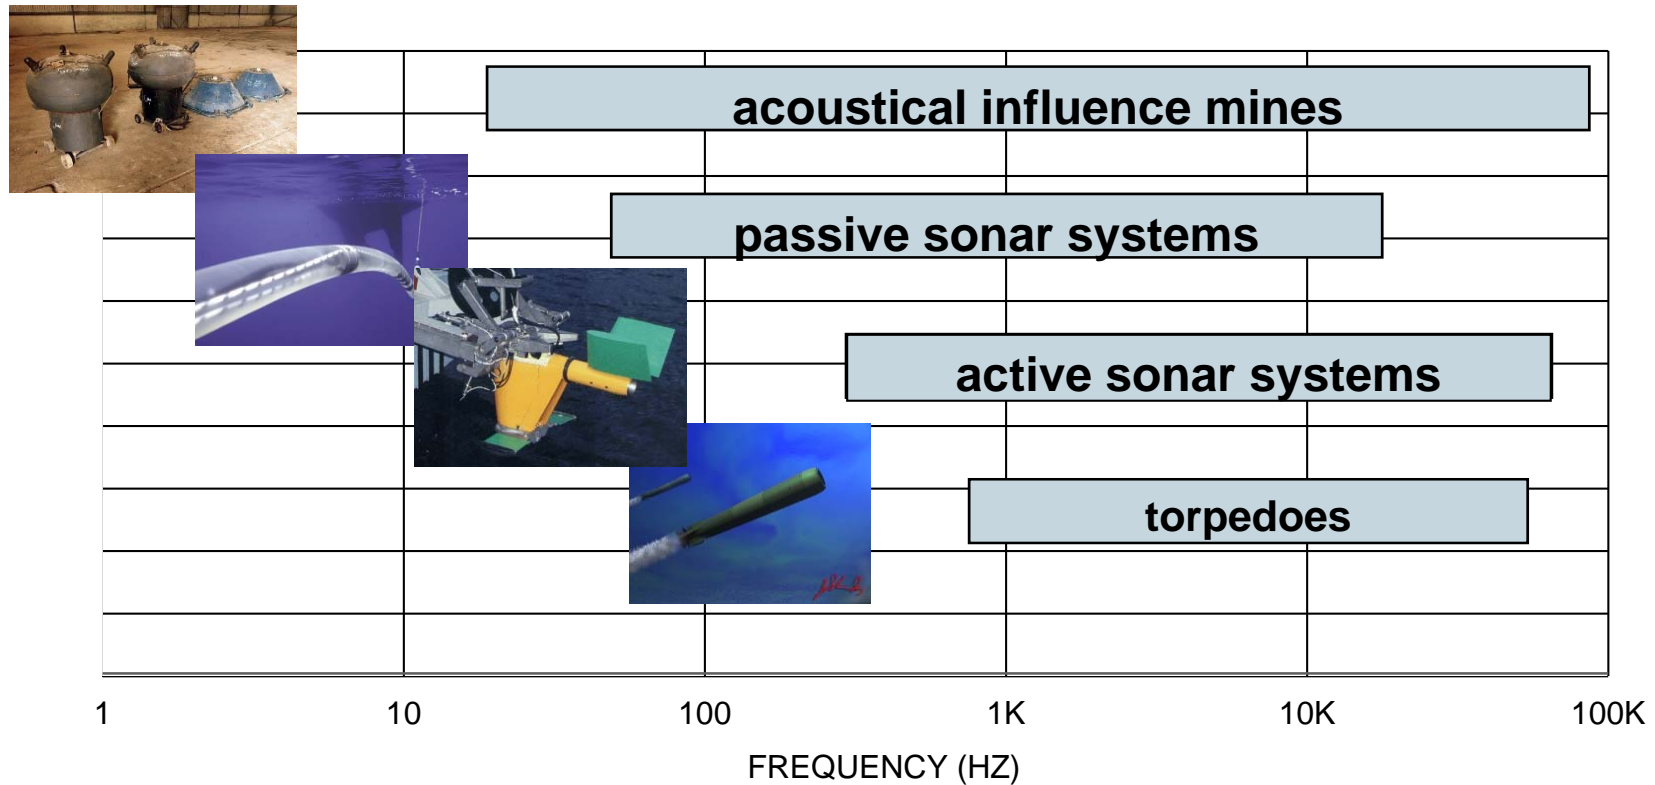 acoustical influence mines
passive sonar systems
active sonar systems
torpedoes
1 10 100 1K 10K 100K
FREQUENCY (HZ)